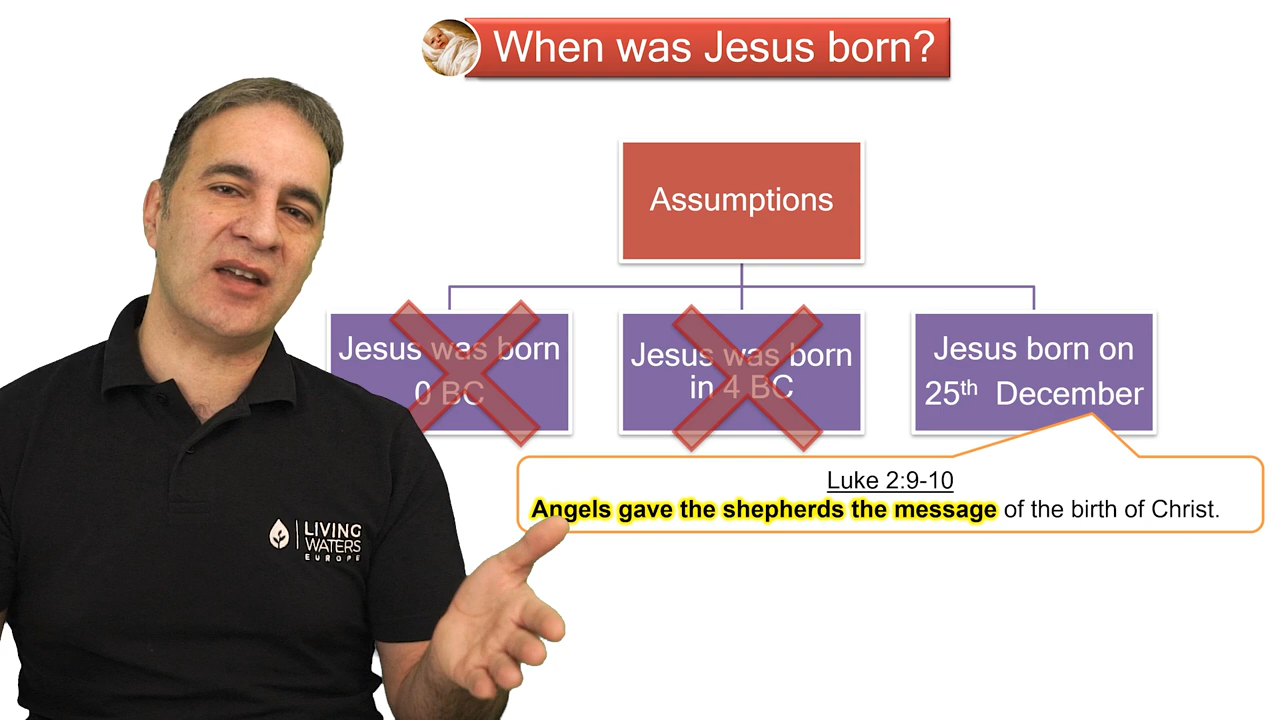 When was Jesus born?
Assumptions
Jesus was born
0 BC
Jesus was born
in 4 BC
Jesus born on
25th December
Luke 2:9-10
Angels gave the shepherds the message of the birth of Christ.
LIVING
WATERS
EUROPE